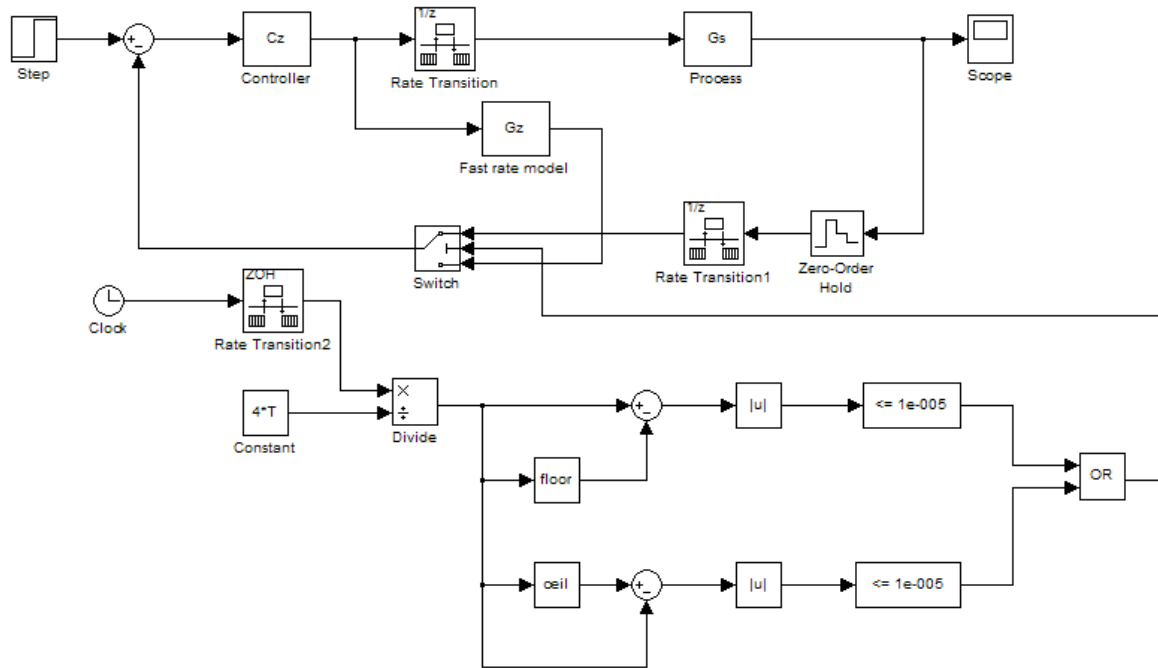 1/z
Cz
Gs
Step
Controller
Rate Transition
Process
Scope
Gz
Fast rate model
1/z
Switch
Rate Transition1
Zero-Order
Hold
ZOH
Clock
Rate Transition2
4*T
×
÷
|u|
<= 1e-005
Constant
Divide
floor
OR
ceil
|u|
<= 1e-005